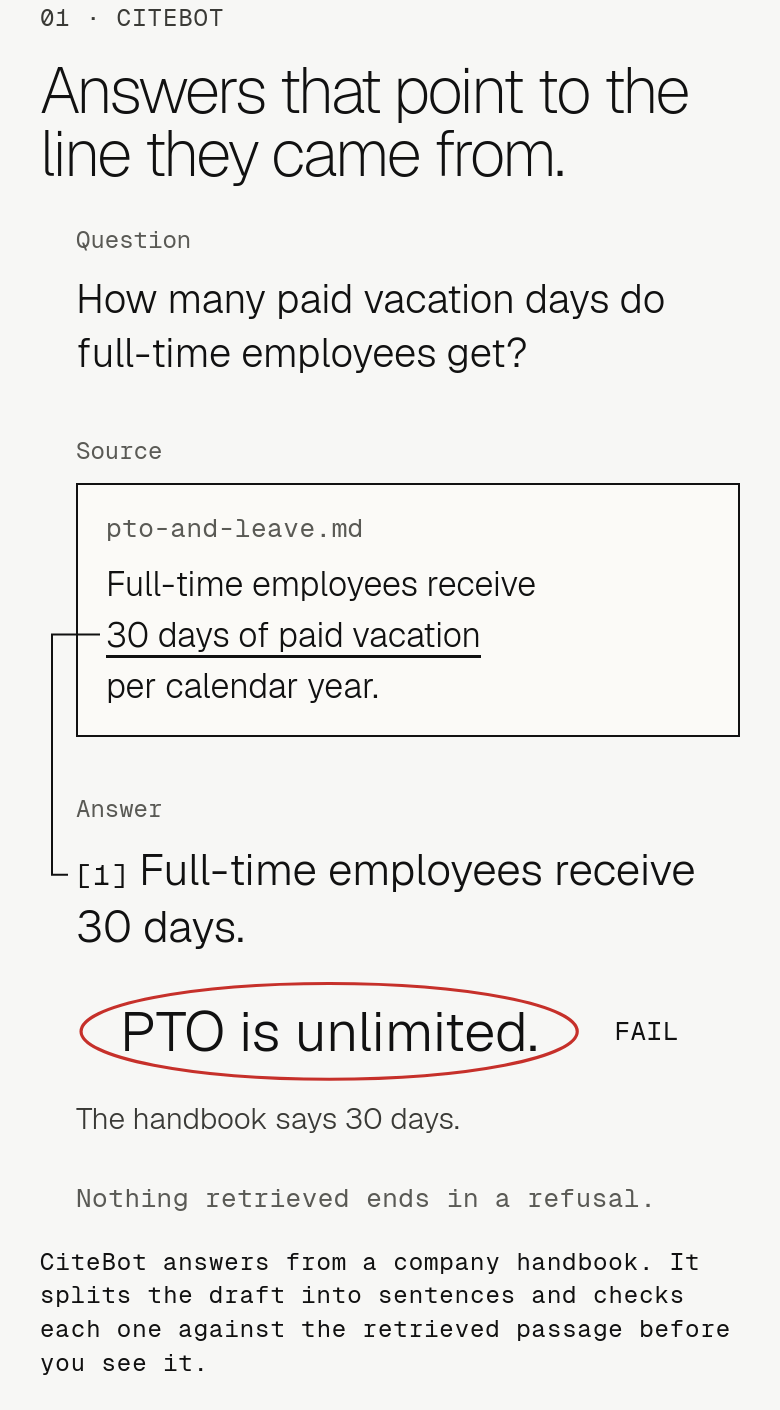 01 · CITEBOT
Answers that point to the
line they came from.
Question
How many paid vacation days do
full-time employees get?
Source
pto-and-leave.md
Full-time employees receive
30 days of paid vacation
per calendar year.
Answer
[1] Full-time employees receive
30 days.
PTO is unlimited. FAIL
The handbook says 30 days.
Nothing retrieved ends in a refusal.
CiteBot answers from a company handbook. It
splits the draft into sentences and checks
each one against the retrieved passage before
you see it.